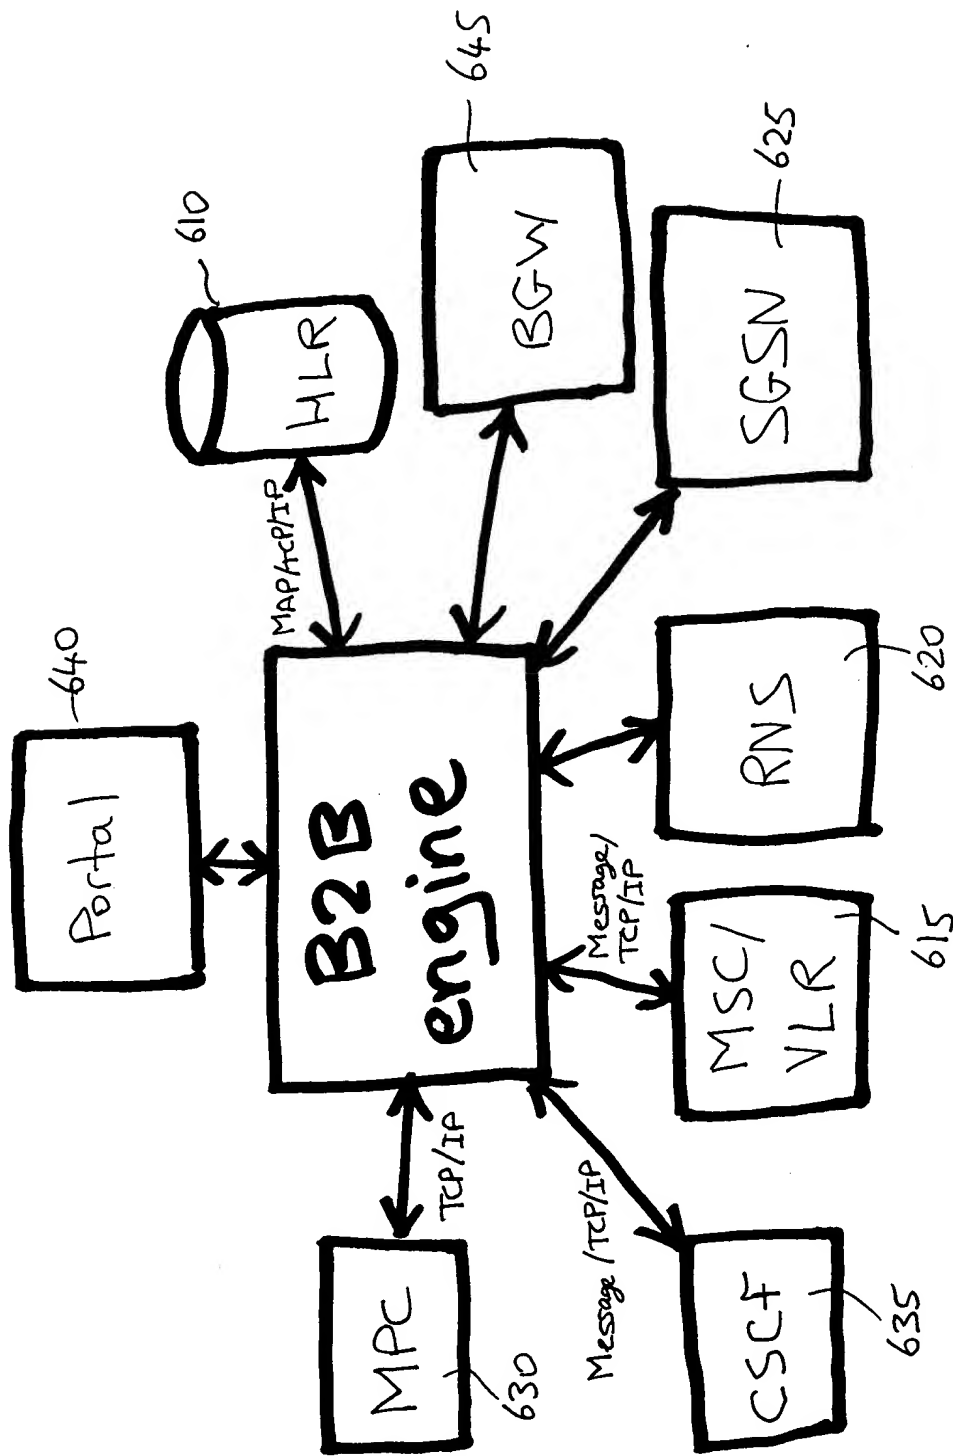 Portal
640
MAP/TCP/IP
HLR
610
MPC
630
TCP/IP
B2B
engine
BGW
645
Message/TCP/IP
Message/
TCP/IP
CSCF
635
MSC/
VLR
615
RNS
620
SGSN
625